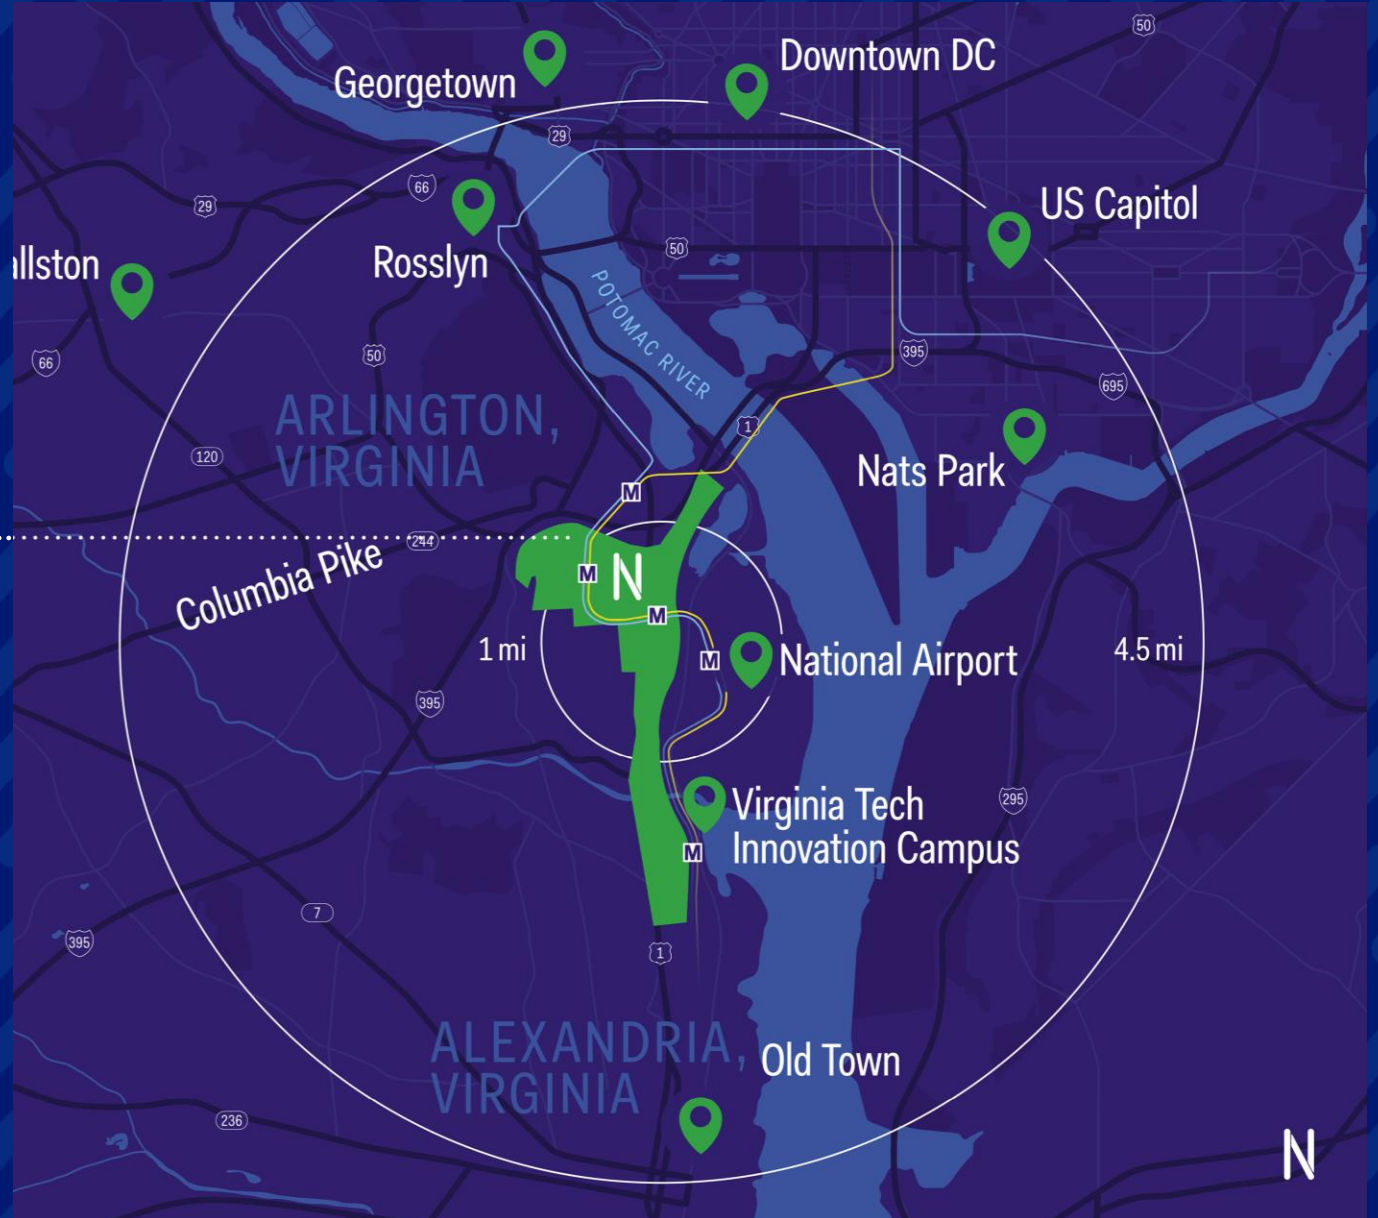 50
Downtown DC
Georgetown
29
66
29
US Capitol
Rosslyn
50
allston
POTOMAC RIVER
66
50
395
695
ARLINGTON,
VIRGINIA
1
120
Nats Park
M
244
Columbia Pike
M
N
M
1 mi
M
National Airport
4.5 mi
395
Virginia Tech
Innovation Campus
295
M
7
395
1
ALEXANDRIA,
VIRGINIA
Old Town
236
N